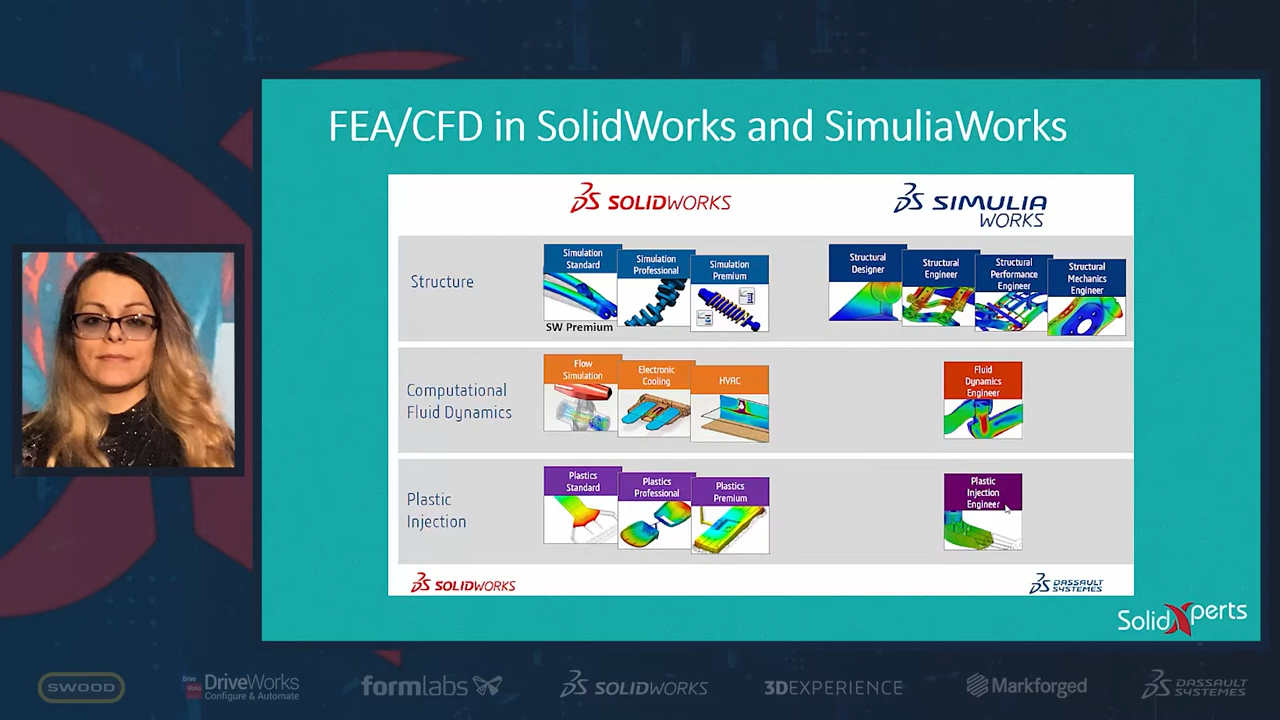 FEA/CFD in SolidWorks and SimuliaWorks
DS SOLIDWORKS
DS SIMULIA
WORKS
Structure
Simulation
Standard
SW Premium
Simulation
Professional
Simulation
Premium
Structural
Designer
Structural
Engineer
Structural
Performance
Engineer
Structural
Mechanics
Engineer
Computational
Fluid Dynamics
Flow
Simulation
Electronic
Cooling
HVAC
Fluid
Dynamics
Engineer
Plastic
Injection
Plastics
Standard
Plastics
Professional
Plastics
Premium
Plastic
Injection
Engineer
DS SOLIDWORKS
DS DASSAULT
SYSTEMES
SolidXperts
SWOOD
Drive
Works
DriveWorks
Configure & Automate
formlabs
DS SOLIDWORKS
3DEXPERIENCE
Markforged
DS DASSAULT
SYSTEMES